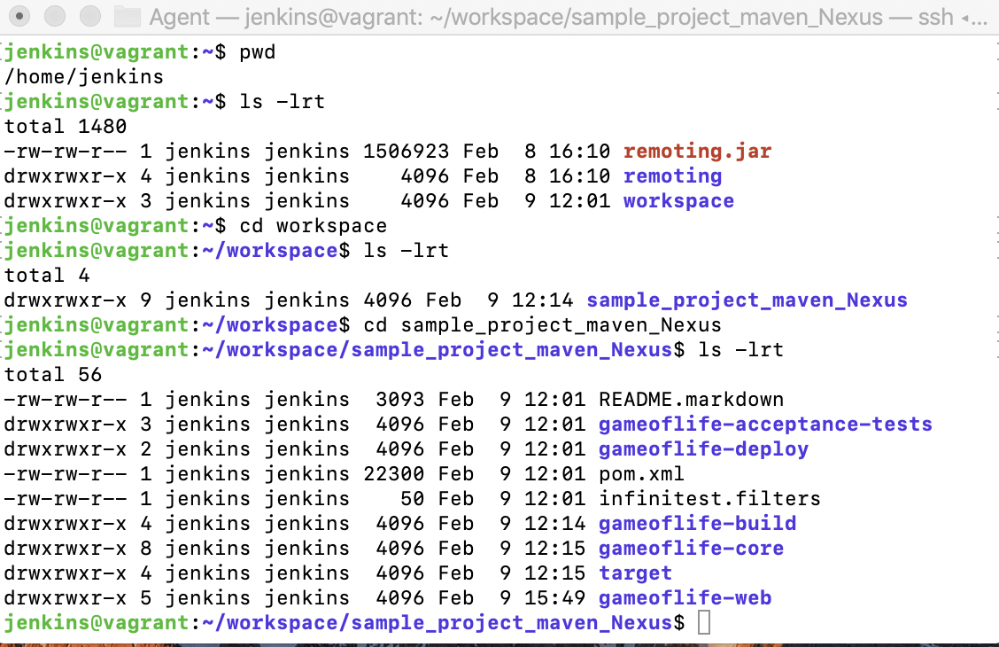 Agent — jenkins@vagrant: ~/workspace/sample_project_maven_Nexus — ssh ◂...
jenkins@vagrant:~$ pwd
/home/jenkins
jenkins@vagrant:~$ ls -lrt
total 1480
-rw-rw-r-- 1 jenkins jenkins 1506923 Feb  8 16:10 remoting.jar
drwxrwxr-x 4 jenkins jenkins    4096 Feb  8 16:10 remoting
drwxrwxr-x 3 jenkins jenkins    4096 Feb  9 12:01 workspace
jenkins@vagrant:~$ cd workspace
jenkins@vagrant:~/workspace$ ls -lrt
total 4
drwxrwxr-x 9 jenkins jenkins 4096 Feb  9 12:14 sample_project_maven_Nexus
jenkins@vagrant:~/workspace$ cd sample_project_maven_Nexus
jenkins@vagrant:~/workspace/sample_project_maven_Nexus$ ls -lrt
total 56
-rw-rw-r-- 1 jenkins jenkins  3093 Feb  9 12:01 README.markdown
drwxrwxr-x 3 jenkins jenkins  4096 Feb  9 12:01 gameoflife-acceptance-tests
drwxrwxr-x 2 jenkins jenkins  4096 Feb  9 12:01 gameoflife-deploy
-rw-rw-r-- 1 jenkins jenkins 22300 Feb  9 12:01 pom.xml
-rw-rw-r-- 1 jenkins jenkins    50 Feb  9 12:01 infinitest.filters
drwxrwxr-x 4 jenkins jenkins  4096 Feb  9 12:14 gameoflife-build
drwxrwxr-x 8 jenkins jenkins  4096 Feb  9 12:15 gameoflife-core
drwxrwxr-x 4 jenkins jenkins  4096 Feb  9 12:15 target
drwxrwxr-x 5 jenkins jenkins  4096 Feb  9 15:49 gameoflife-web
jenkins@vagrant:~/workspace/sample_project_maven_Nexus$